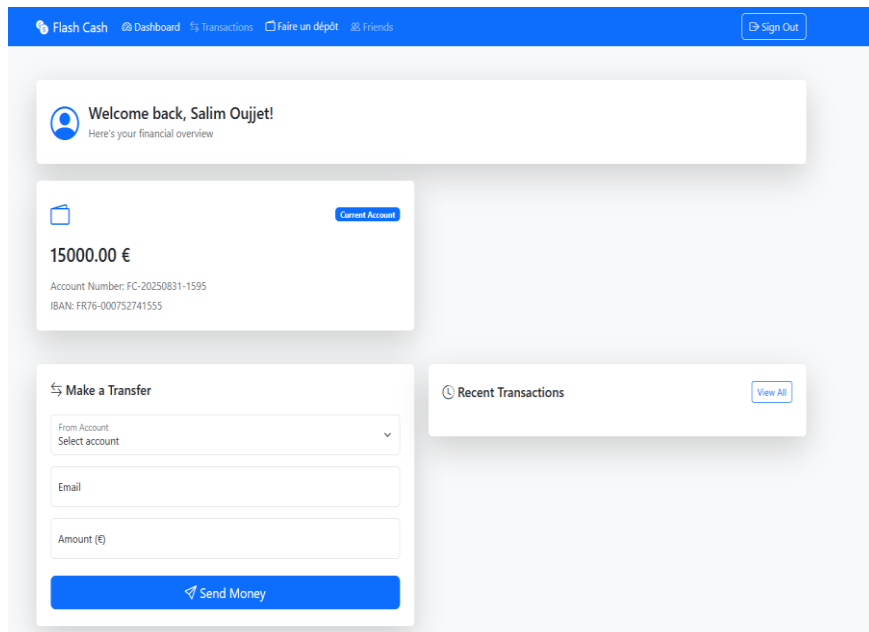 Flash Cash Dashboard Transactions Faire un dépôt Friends Sign Out
Welcome back, Salim Oujjet!
Here's your financial overview
Current Account
15000.00 €
Account Number: FC-20250831-1595
IBAN: FR76-000752741555
Make a Transfer
From Account
Select account
Email
Amount (€)
Send Money
Recent Transactions View All